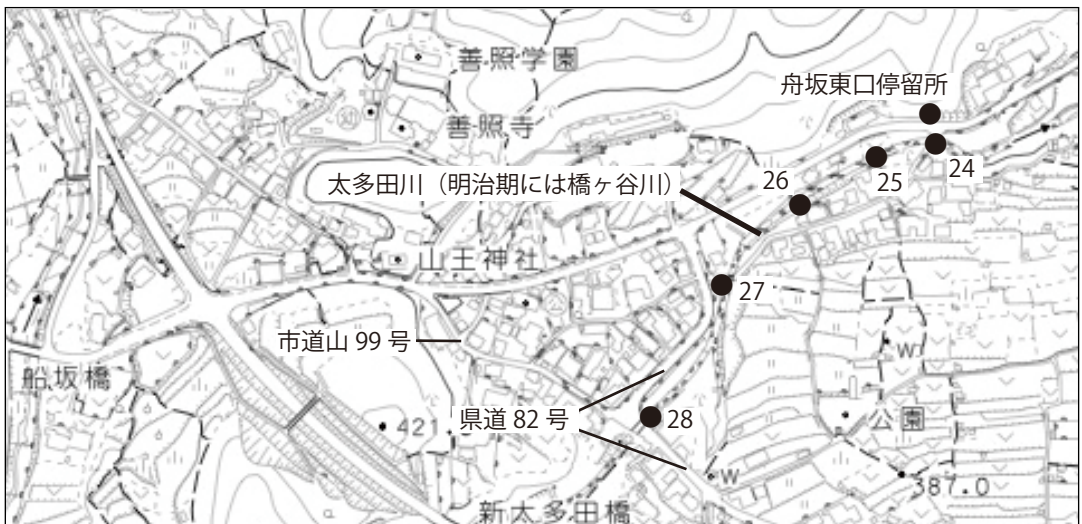 善照学園
舟坂東口停留所
善照寺
24
25
26
太多田川（明治期には橋ヶ谷川）
山王神社
27
市道山 99 号
W
船坂橋
県道 82 号
28
公園
421.
W
387.0
新太多田橋